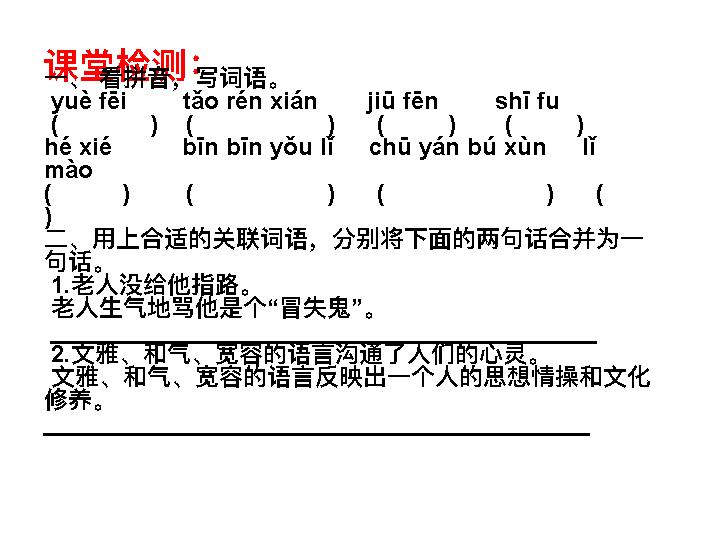 课堂检测：
一、看拼音，写词语。
yuè fēi tǎo rén xián jiū fēn shī fu
( ) ( ) ( ) ( )
hé xié bīn bīn yǒu lǐ chū yán bú xùn lǐ
mào
( ) ( ) ( ) (
)
二、用上合适的关联词语，分别将下面的两句话合并为一
句话。
1.老人没给他指路。
老人生气地骂他是个“冒失鬼”。
2.文雅、和气、宽容的语言沟通了人们的心灵。
文雅、和气、宽容的语言反映出一个人的思想情操和文化
修养。